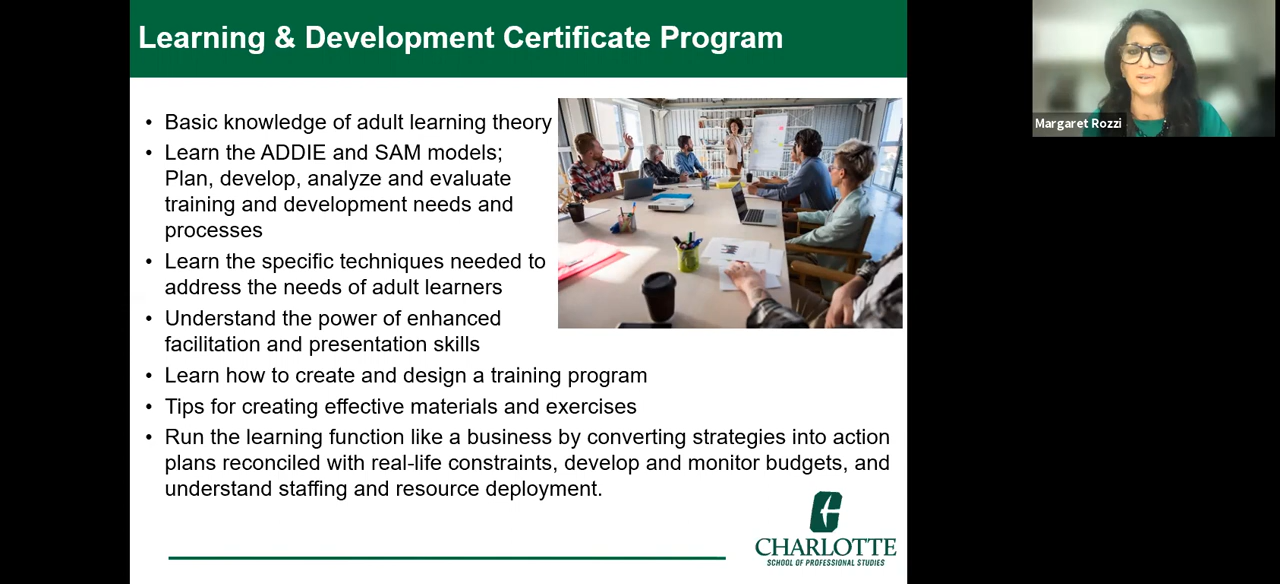 Learning & Development Certificate Program
• Basic knowledge of adult learning theory
• Learn the ADDIE and SAM models;
Plan, develop, analyze and evaluate
training and development needs and
processes
• Learn the specific techniques needed to
address the needs of adult learners
• Understand the power of enhanced
facilitation and presentation skills
• Learn how to create and design a training program
• Tips for creating effective materials and exercises
• Run the learning function like a business by converting strategies into action
plans reconciled with real-life constraints, develop and monitor budgets, and
understand staffing and resource deployment.
CHARLOTTE
SCHOOL OF PROFESSIONAL STUDIES
Margaret Rozzi